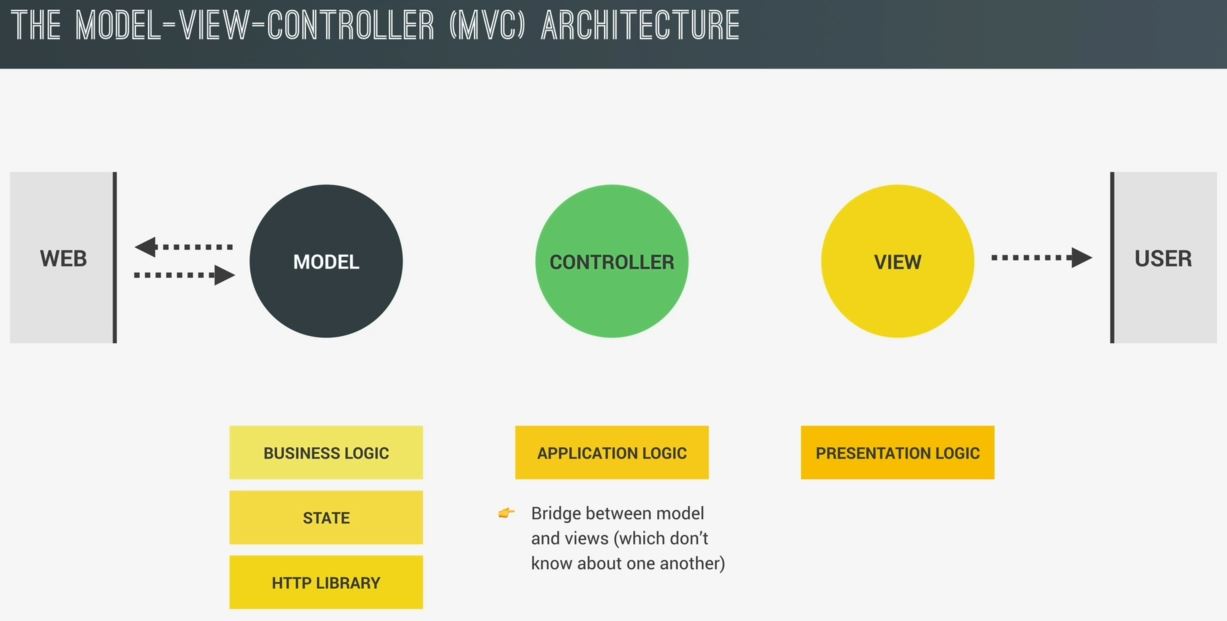 THE MODEL-VIEW-CONTROLLER (MVC) ARCHITECTURE
WEB
MODEL
CONTROLLER
VIEW
USER
BUSINESS LOGIC
APPLICATION LOGIC
PRESENTATION LOGIC
STATE
HTTP LIBRARY
👉 Bridge between model
and views (which don't
know about one another)